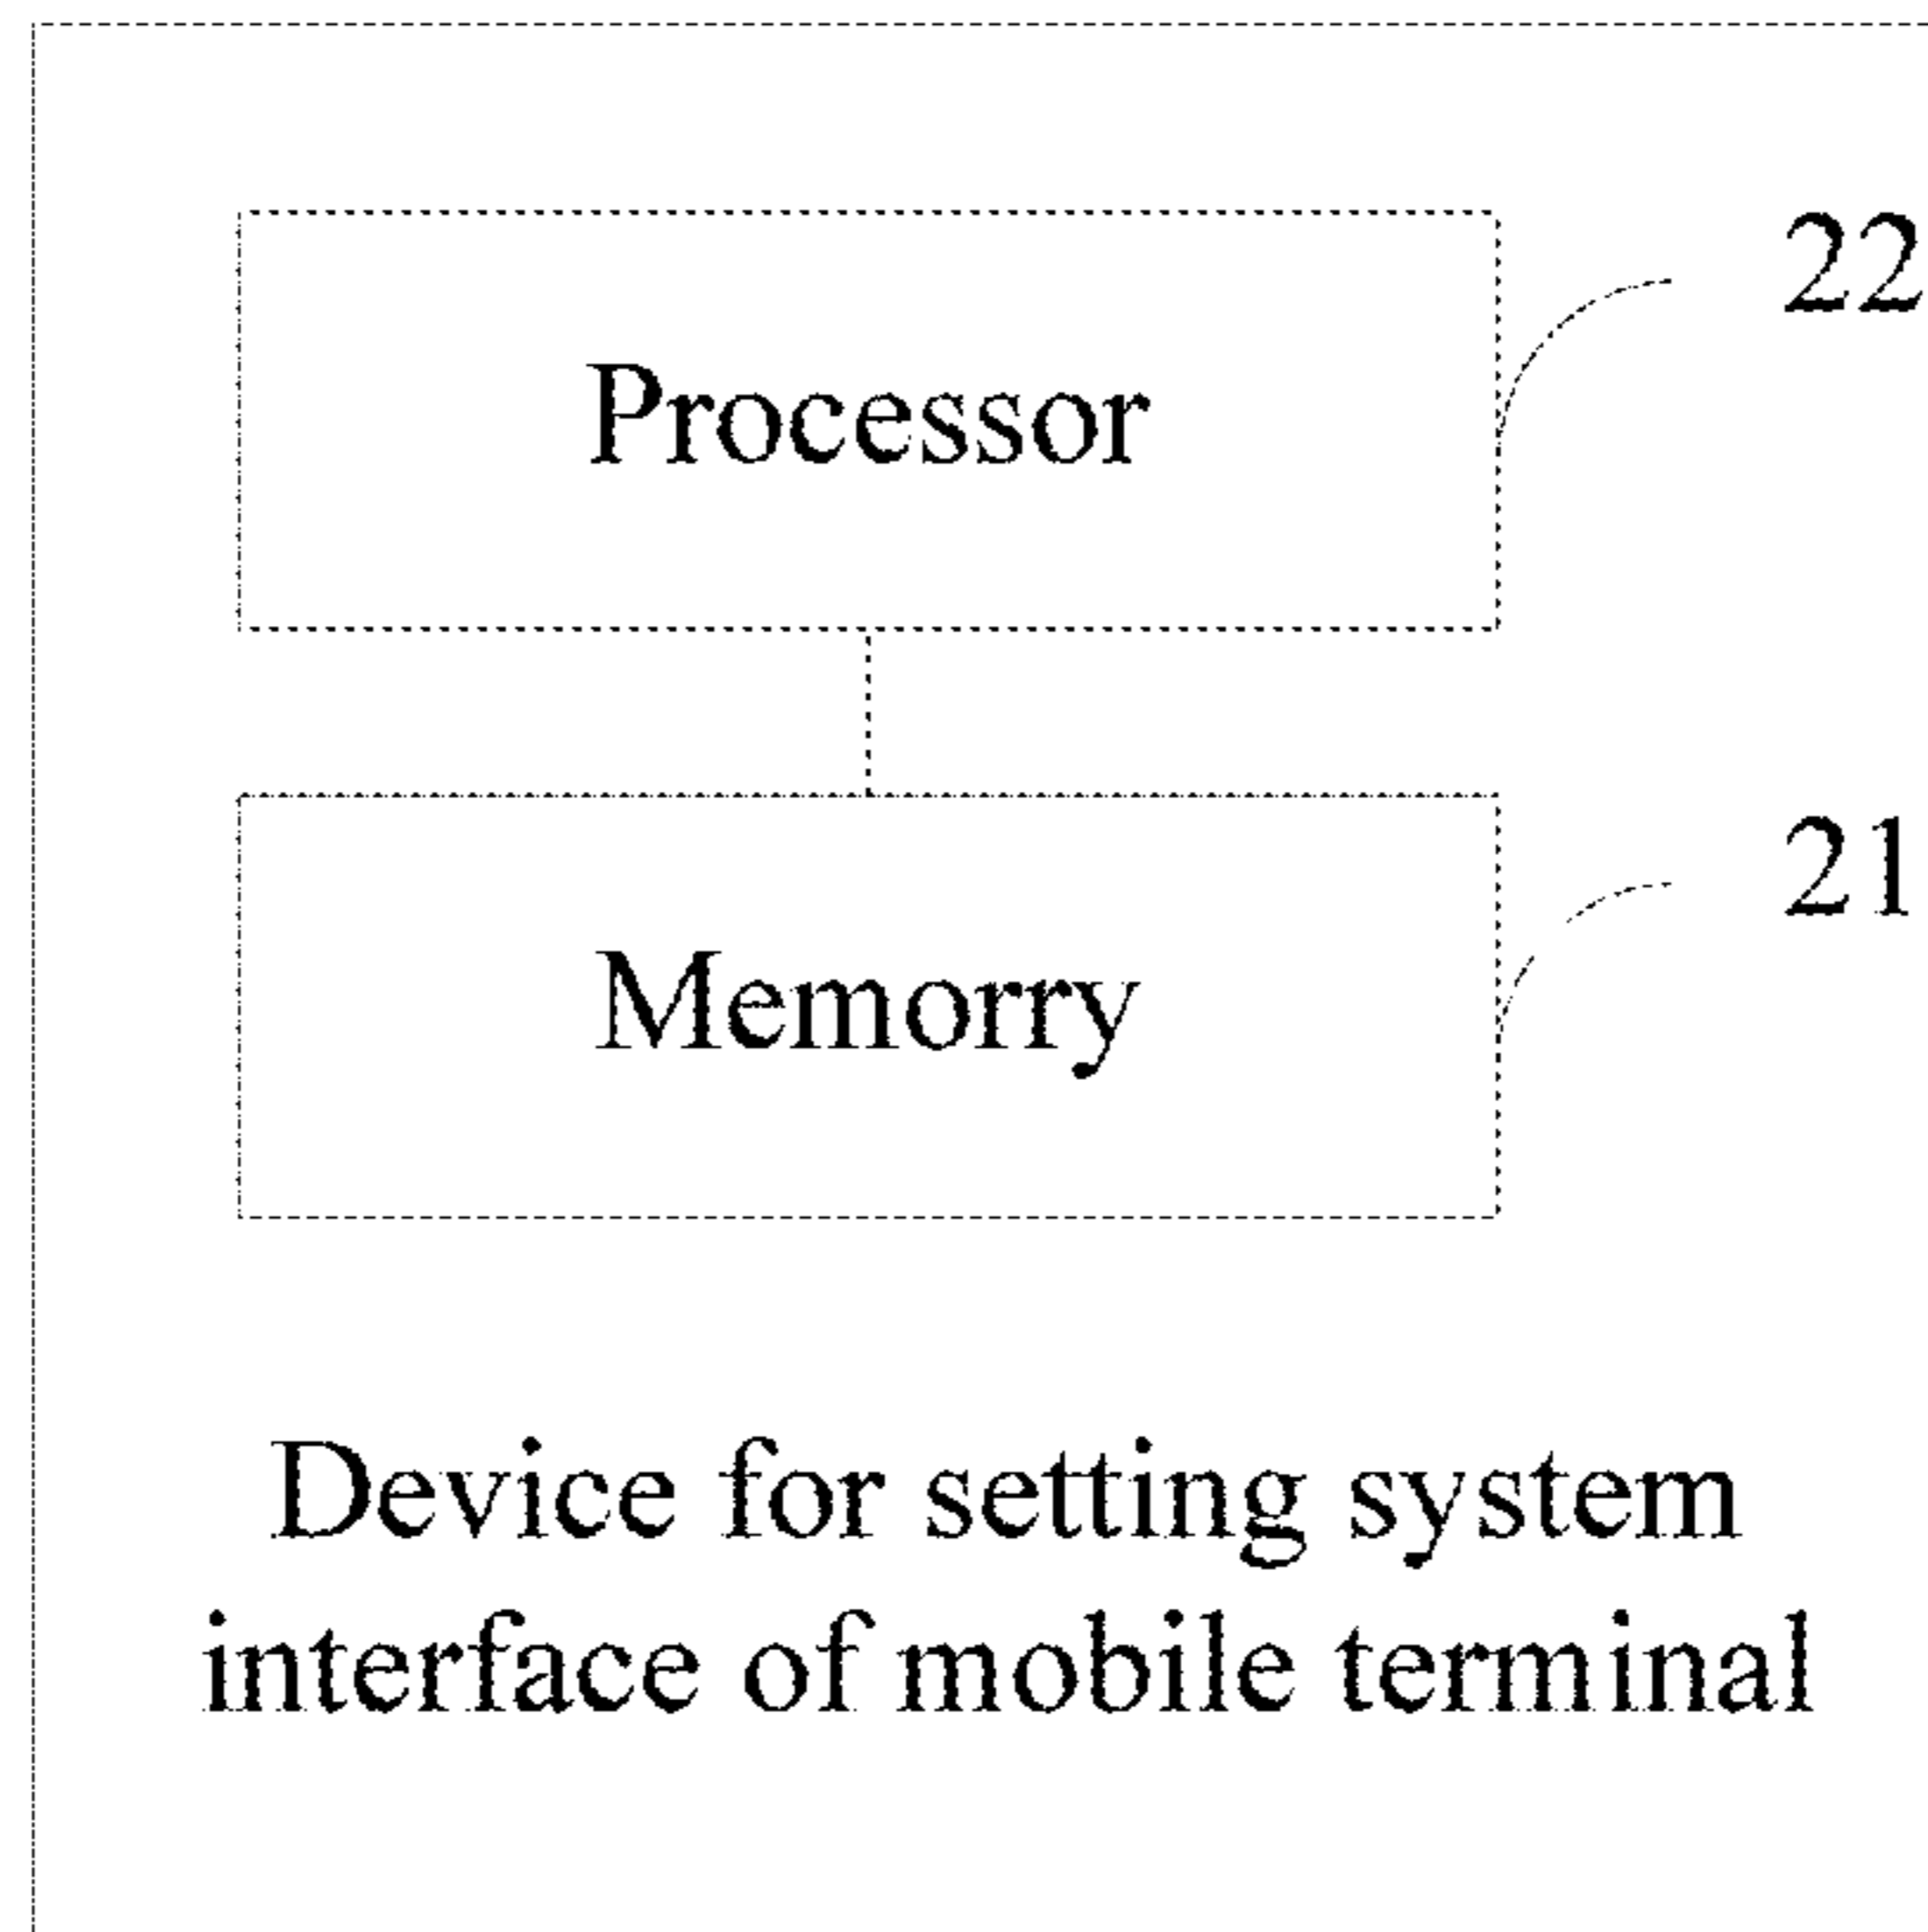 Processor
22
Memorry
21
Device for setting system
interface of mobile terminal